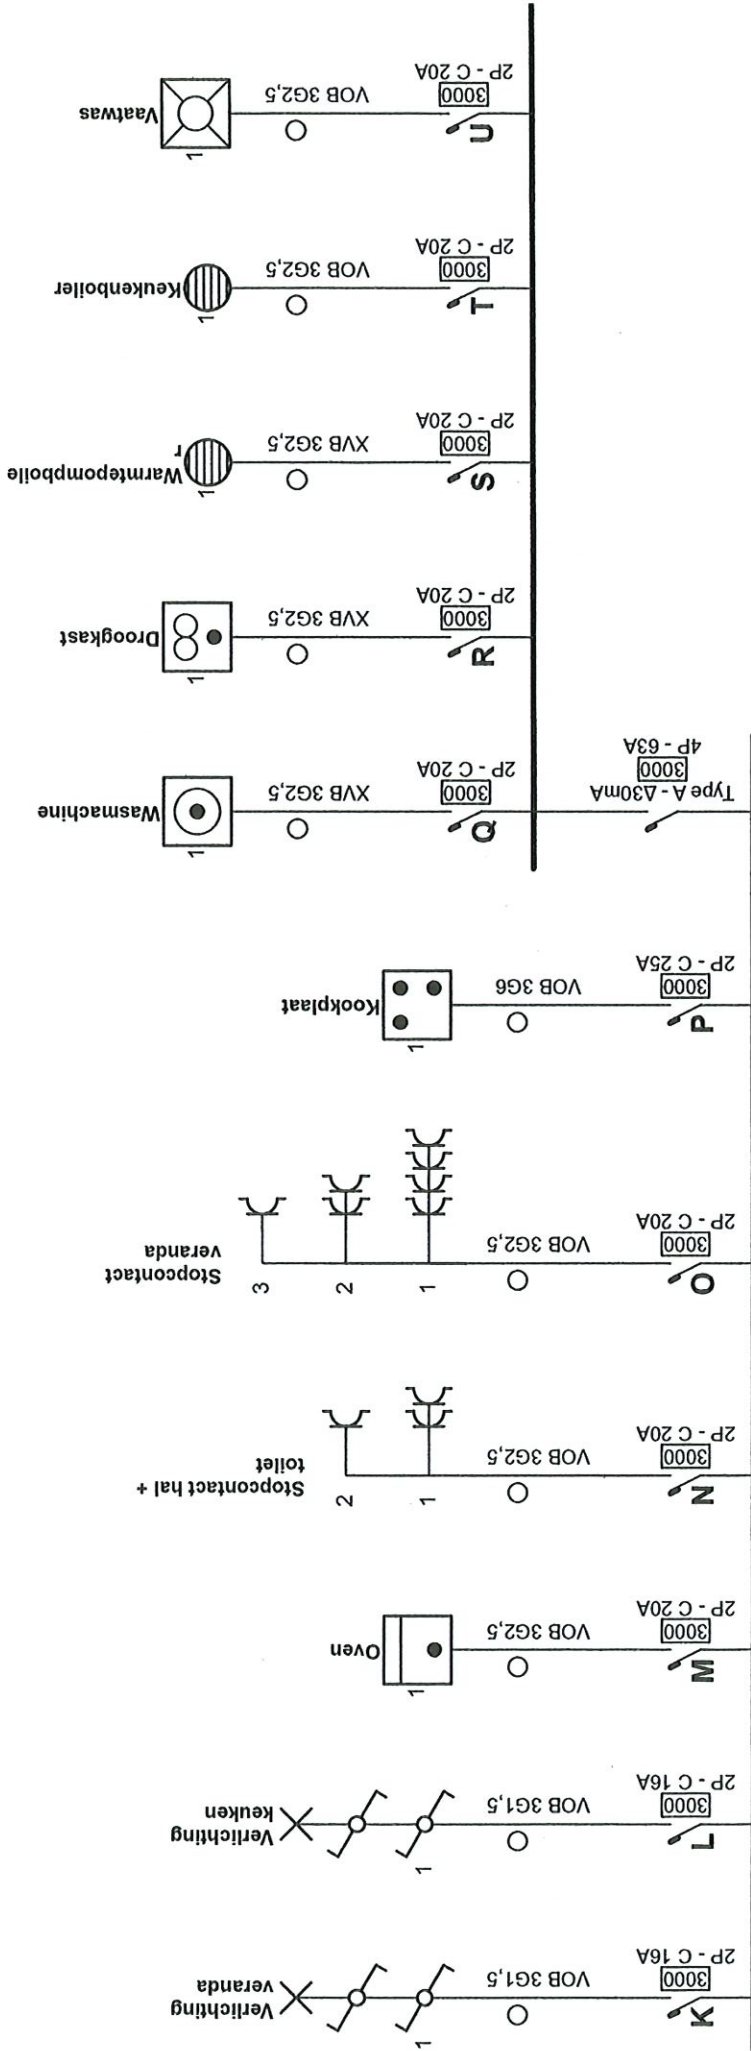 Vaatwas
1
VOB 3G2,5
2P - C 20A
3000
U
Keukenboiler
1
VOB 3G2,5
2P - C 20A
3000
T
Warmtepompboile
r
1
XVB 3G2,5
2P - C 20A
3000
S
Droogkast
1
XVB 3G2,5
2P - C 20A
3000
R
Wasmachine
1
XVB 3G2,5
2P - C 20A
3000
Q
4P - 63A
3000
Type A - Δ30mA
Kookplaat
1
VOB 3G6
2P - C 25A
3000
P
Stopcontact
veranda
3
2
1
VOB 3G2,5
2P - C 20A
3000
O
Stopcontact hal +
toilet
2
1
VOB 3G2,5
2P - C 20A
3000
N
Oven
1
VOB 3G2,5
2P - C 20A
3000
M
Verlichting
keuken
1
VOB 3G1,5
2P - C 16A
3000
L
Verlichting
veranda
1
VOB 3G1,5
2P - C 16A
3000
K